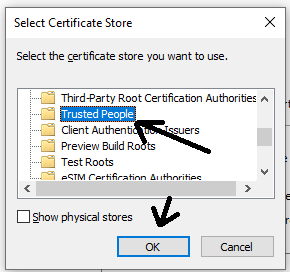 Select Certificate Store
Select the certificate store you want to use.
Third-Party Root Certification Authorities
Trusted People
Client Authentication Issuers
Preview Build Roots
Test Roots
eSIM Certification Authorities
Show physical stores
OK
Cancel